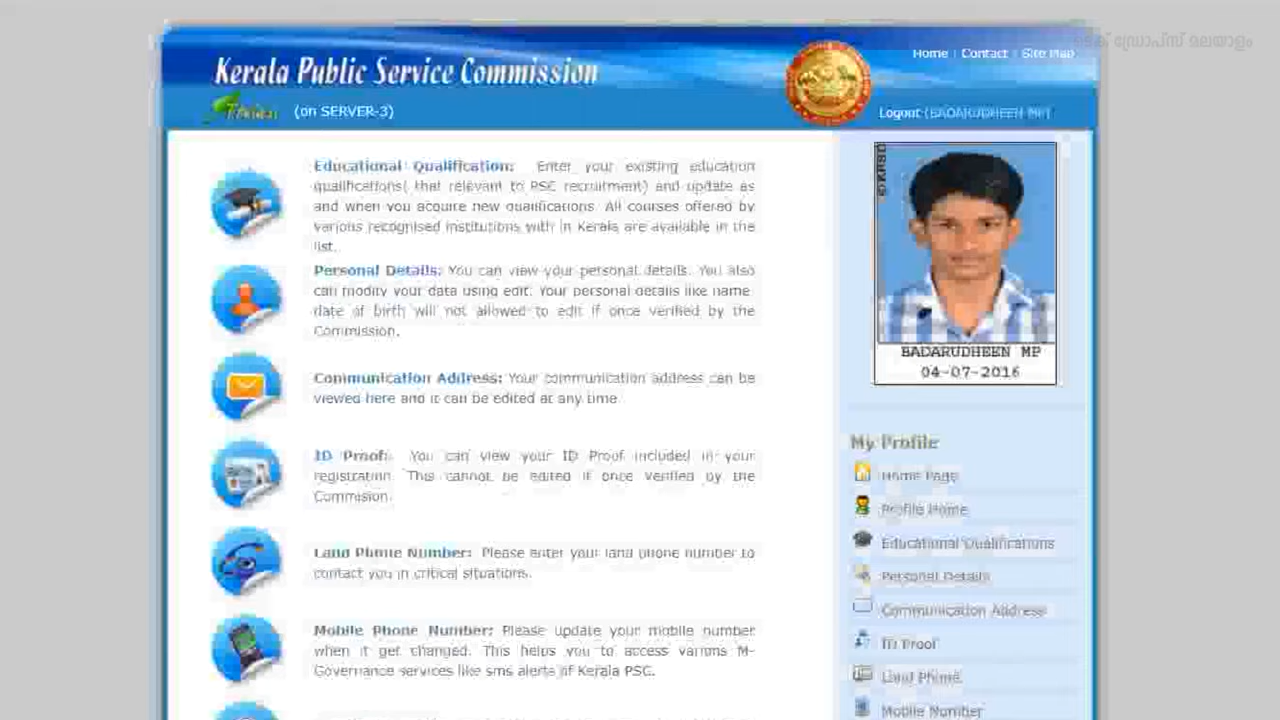 ടെക് ഡ്രോപ്സ് മലയാളം
Home | Contact | Site Map
Kerala Public Service Commission
Thulasi (on SERVER-3)
Logout (BADARUDHEEN MP)
Educational Qualification: Enter your existing education
qualifications( that relevant to PSC recruitment) and update as
and when you acquire new qualifications. All courses offered by
various recognised institutions with in Kerala are available in the
list.
Personal Details: You can view your personal details. You also
can modify your data using edit. Your personal details like name,
date of birth will not allowed to edit if once verified by the
Commission.
Communication Address: Your communication address can be
viewed here and it can be edited at any time
ID Proof: You can view your ID Proof included in your
registration. This cannot be edited if once verified by the
Commision.
Land Phone Number: Please enter your land phone number to
contact you in critical situations.
Mobile Phone Number: Please update your mobile number
when it get changed. This helps you to access various M-
Governance services like sms alerts of Kerala PSC.
BADARUDHEEN MP
04-07-2016
My Profile
Home Page
Profile Home
Educational Qualifications
Personal Details
Communication Address
ID Proof
Land Phone
Mobile Number